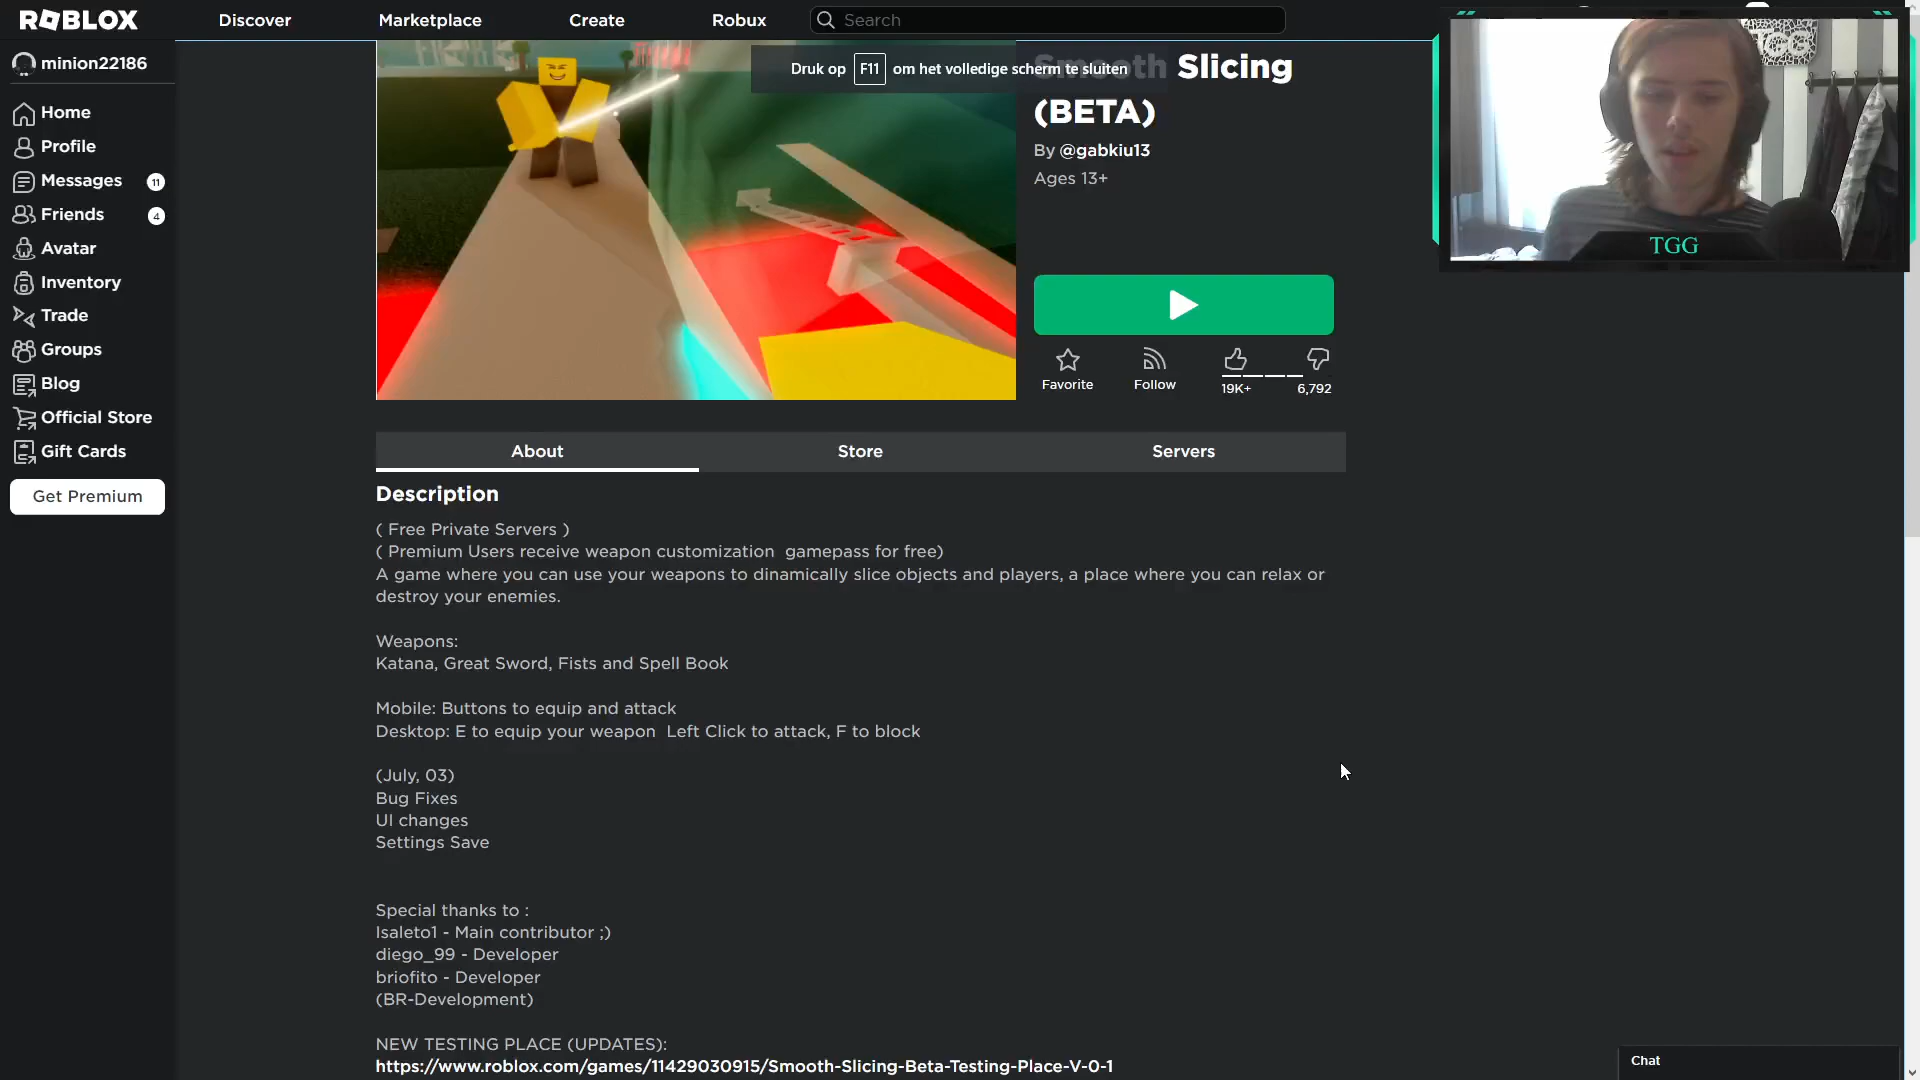 ROBLOX
Discover
Marketplace
Create
Robux
Search
minion22186
Home
Profile
Messages 11
Friends 4
Avatar
Inventory
Trade
Groups
Blog
Official Store
Gift Cards
Get Premium
Druk op F11 om het volledige scherm te sluiten
Smooth Slicing
(BETA)
By @gabkiu13
Ages 13+
Favorite
Follow
19K+
6,792
TGG
TGG
About
Store
Servers
Description
( Free Private Servers )
( Premium Users receive weapon customization gamepass for free)
A game where you can use your weapons to dinamically slice objects and players, a place where you can relax or
destroy your enemies.
Weapons:
Katana, Great Sword, Fists and Spell Book
Mobile: Buttons to equip and attack
Desktop: E to equip your weapon Left Click to attack, F to block
(July, 03)
Bug Fixes
UI changes
Settings Save
Special thanks to :
Isaleto1 - Main contributor ;)
diego_99 - Developer
briofito - Developer
(BR-Development)
NEW TESTING PLACE (UPDATES):
https://www.roblox.com/games/11429030915/Smooth-Slicing-Beta-Testing-Place-V-0-1
Chat